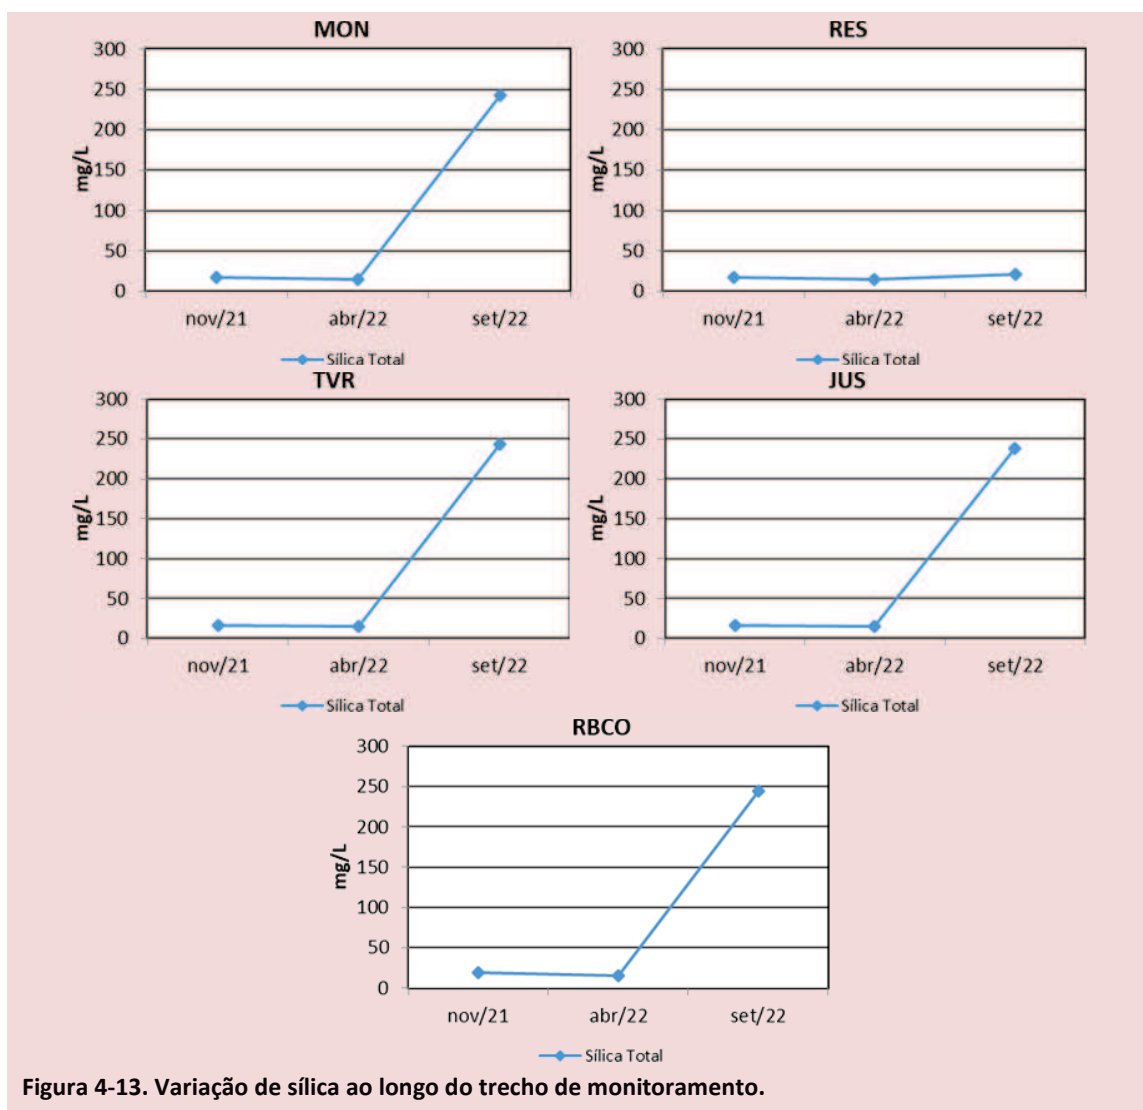 MON
300
250
200
150
100
50
0
mg/L
nov/21 abr/22 set/22
Sílica Total
RES
300
250
200
150
100
50
0
mg/L
nov/21 abr/22 set/22
Sílica Total
TVR
300
250
200
150
100
50
0
mg/L
nov/21 abr/22 set/22
Sílica Total
JUS
300
250
200
150
100
50
0
mg/L
nov/21 abr/22 set/22
Sílica Total
RBCO
300
250
200
150
100
50
0
mg/L
nov/21 abr/22 set/22
Sílica Total
Figura 4-13. Variação de sílica ao longo do trecho de monitoramento.